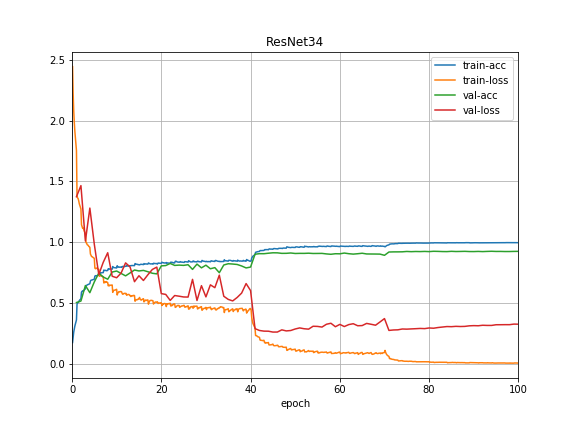 ResNet34
2.5
2.0
1.5
1.0
0.5
0.0
train-acc
train-loss
val-acc
val-loss
0 20 40 60 80 100
epoch